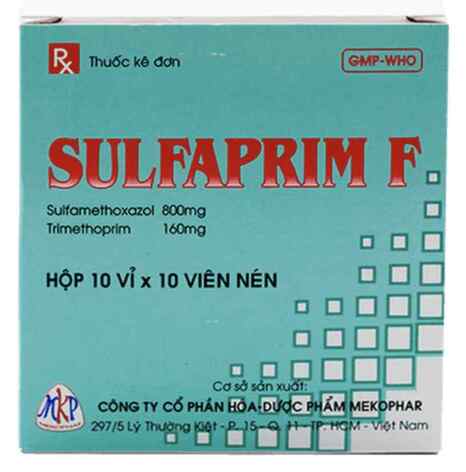 Rx Thuốc kê đơn
GMP-WHO
SULFAPRIM F
Sulfamethoxazol 800mg
Trimethoprim 160mg
HỘP 10 VỈ x 10 VIÊN NÉN
Cơ sở sản xuất:
MKP
CÔNG TY CỔ PHẦN HÓA-DƯỢC PHẨM MEKOPHAR
297/5 Lý Thường Kiệt - P. 15 - Q. 11 - TP. HCM - Việt Nam